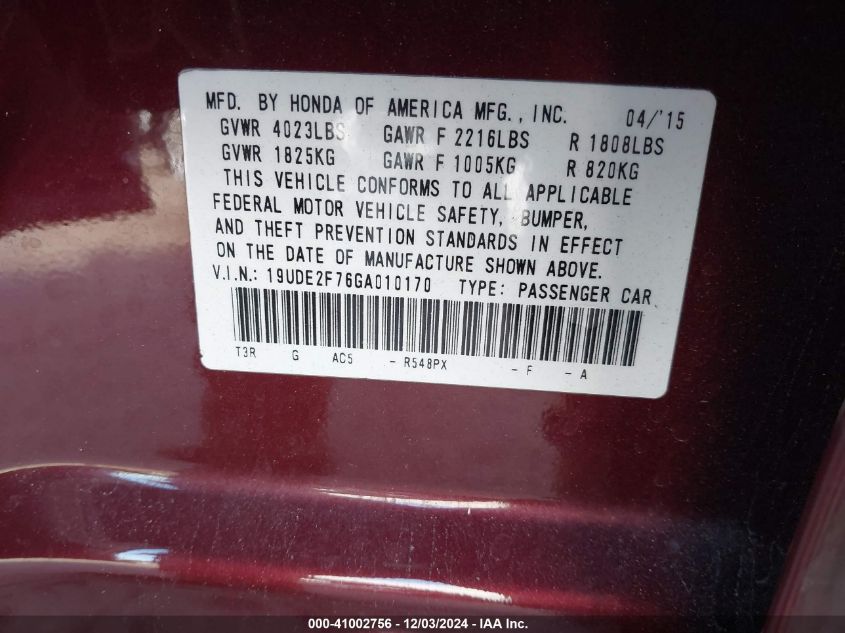 MFD. BY HONDA OF AMERICA MFG., INC. 04/'15
GVWR 4023LBS GAWR F 2216LBS R 1808LBS
GVWR 1825KG GAWR F 1005KG R 820KG
THIS VEHICLE CONFORMS TO ALL APPLICABLE
FEDERAL MOTOR VEHICLE SAFETY, BUMPER,
AND THEFT PREVENTION STANDARDS IN EFFECT
ON THE DATE OF MANUFACTURE SHOWN ABOVE.
V.I.N.: 19UDE2F76GA010170 TYPE: PASSENGER CAR
T3R G AC5 - R548PX - F - A
000-41002756 - 12/03/2024 - IAA Inc.